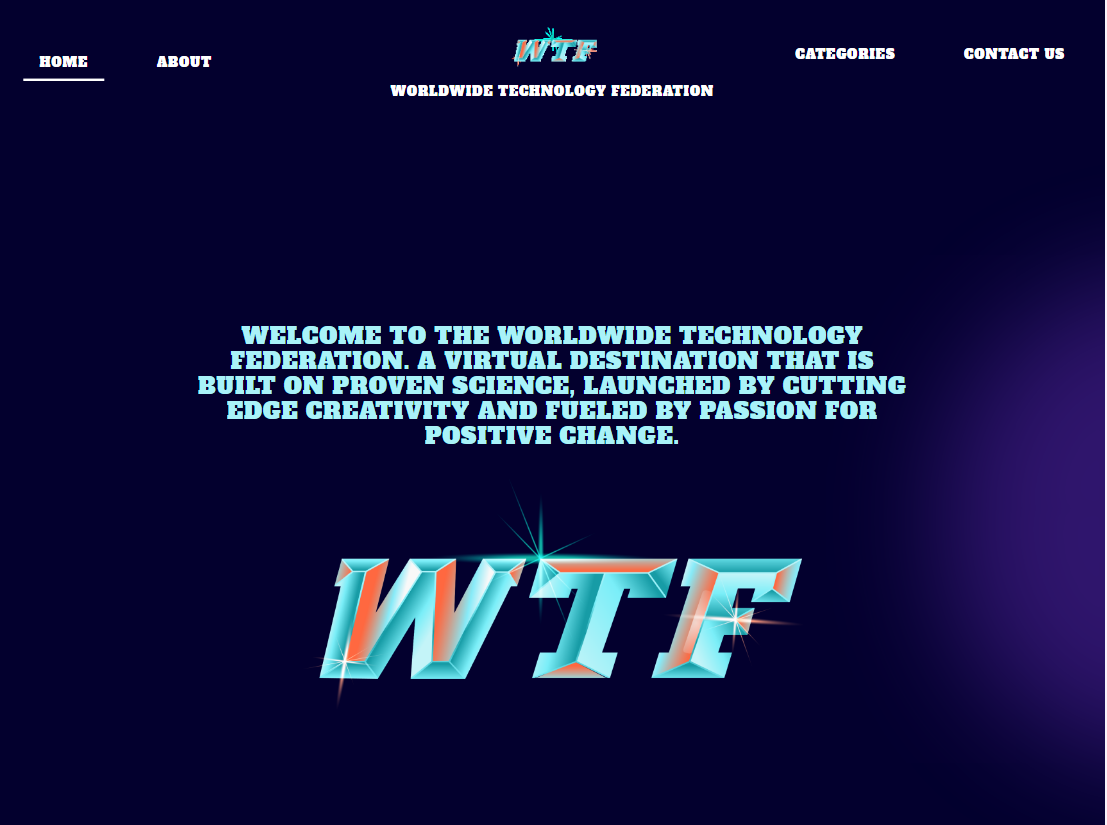 HOME
ABOUT
WTF
WORLDWIDE TECHNOLOGY FEDERATION
CATEGORIES
CONTACT US
WELCOME TO THE WORLDWIDE TECHNOLOGY
FEDERATION. A VIRTUAL DESTINATION THAT IS
BUILT ON PROVEN SCIENCE, LAUNCHED BY CUTTING
EDGE CREATIVITY AND FUELED BY PASSION FOR
POSITIVE CHANGE.
WTF